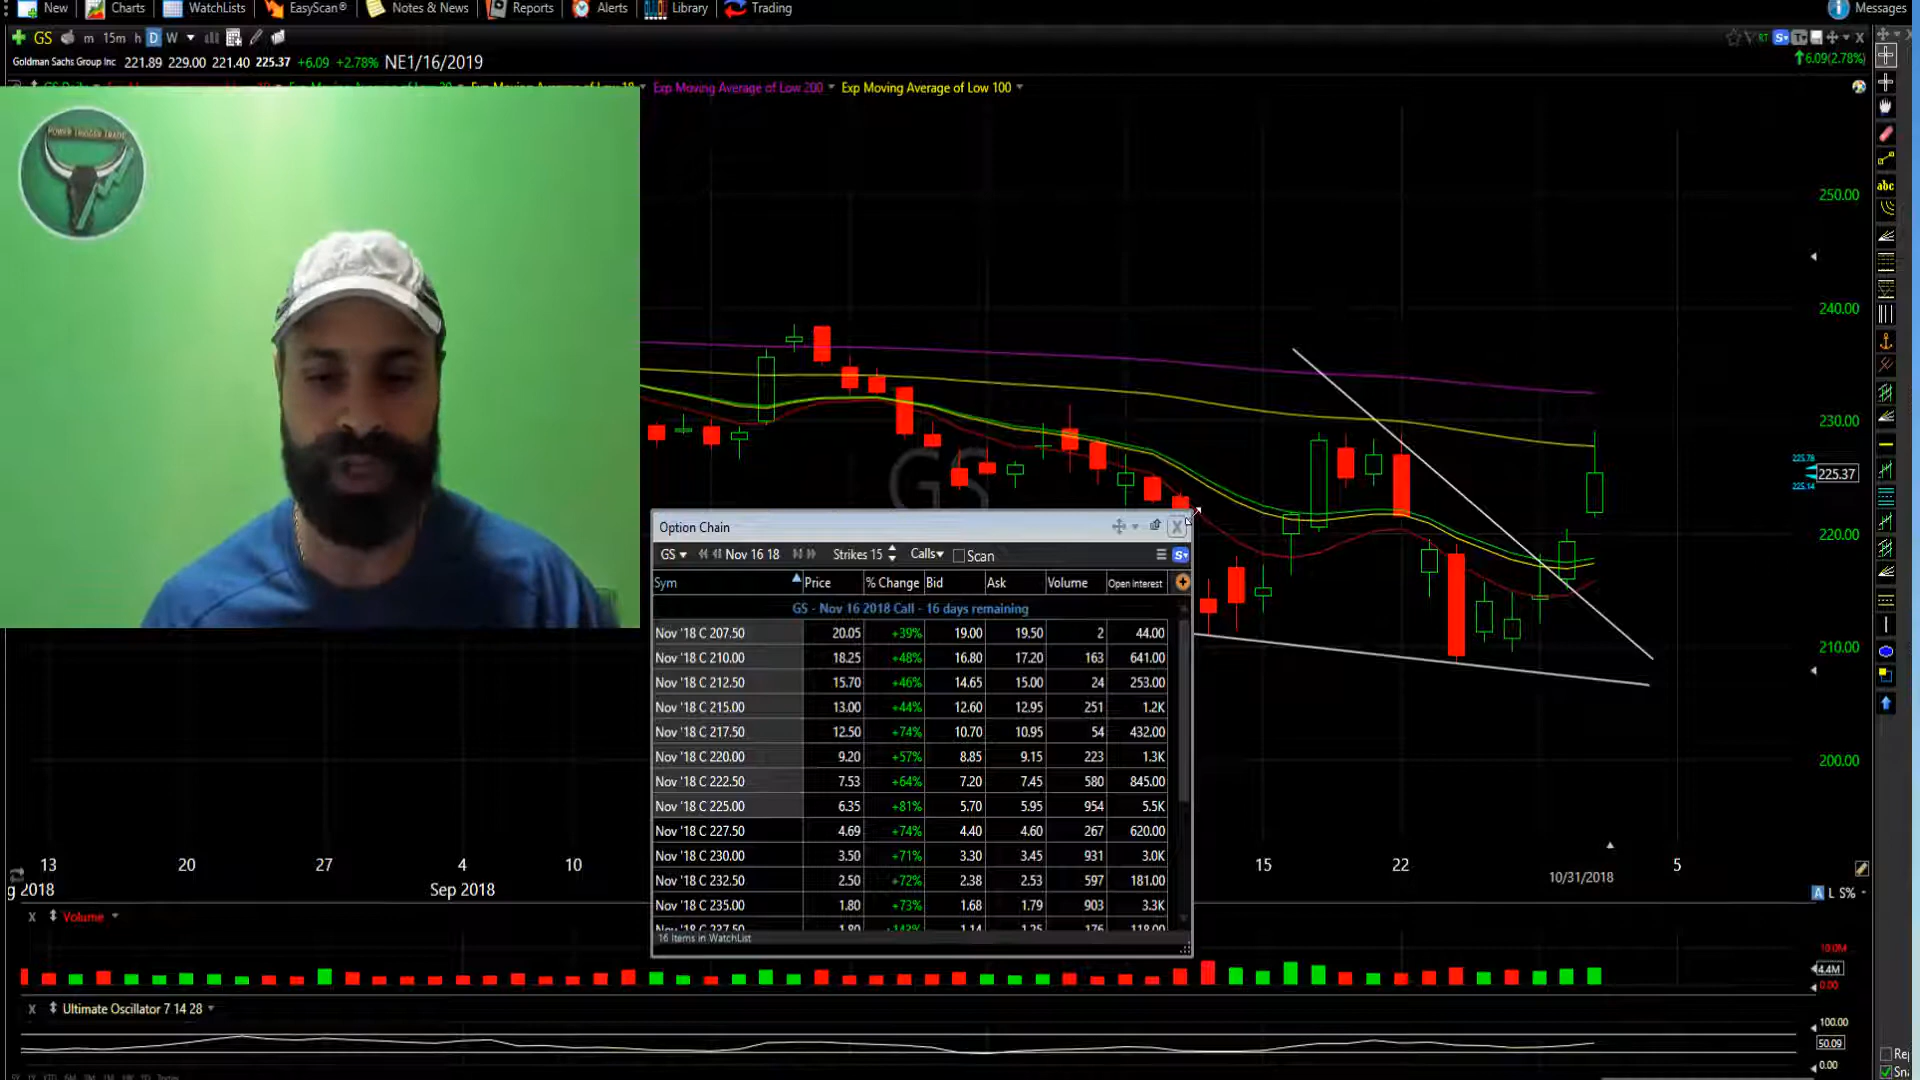 New Charts WatchLists EasyScan® Notes & News Reports Alerts Library Trading Messages
GS m 15m h D W
Goldman Sachs Group Inc 221.89 229.00 221.40 225.37 +6.09 +2.78% NE1/16/2019
6.09(2.78%)
Exp Moving Average of Low 200 Exp Moving Average of Low 100
POWER TRIGGER TRADE
abc
250.00
240.00
230.00
225.78
225.37
225.14
220.00
210.00
200.00
GS
Option Chain
GS Nov 16 18 Strikes 15 Calls Scan
Sym Price % Change Bid Ask Volume Open Interest
GS - Nov 16 2018 Call - 16 days remaining
Nov '18 C 207.50 20.05 +39% 19.00 19.50 2 44.00
Nov '18 C 210.00 18.25 +48% 16.80 17.20 163 641.00
Nov '18 C 212.50 15.70 +46% 14.65 15.00 24 253.00
Nov '18 C 215.00 13.00 +44% 12.60 12.95 251 1.2K
Nov '18 C 217.50 12.50 +74% 10.70 10.95 54 432.00
Nov '18 C 220.00 9.20 +57% 8.85 9.15 223 1.3K
Nov '18 C 222.50 7.53 +64% 7.20 7.45 580 845.00
Nov '18 C 225.00 6.35 +81% 5.70 5.95 954 5.5K
Nov '18 C 227.50 4.69 +74% 4.40 4.60 267 620.00
Nov '18 C 230.00 3.50 +71% 3.30 3.45 931 3.0K
Nov '18 C 232.50 2.50 +72% 2.38 2.53 597 181.00
Nov '18 C 235.00 1.80 +73% 1.68 1.79 903 3.3K
16 Items in WatchList
13 20 27 4 10 15 22 5
2018 Sep 2018 10/31/2018
A L S%
X Volume
10.0M
4.4M
0.00
X Ultimate Oscillator 7 14 28
100.00
50.09
0.00